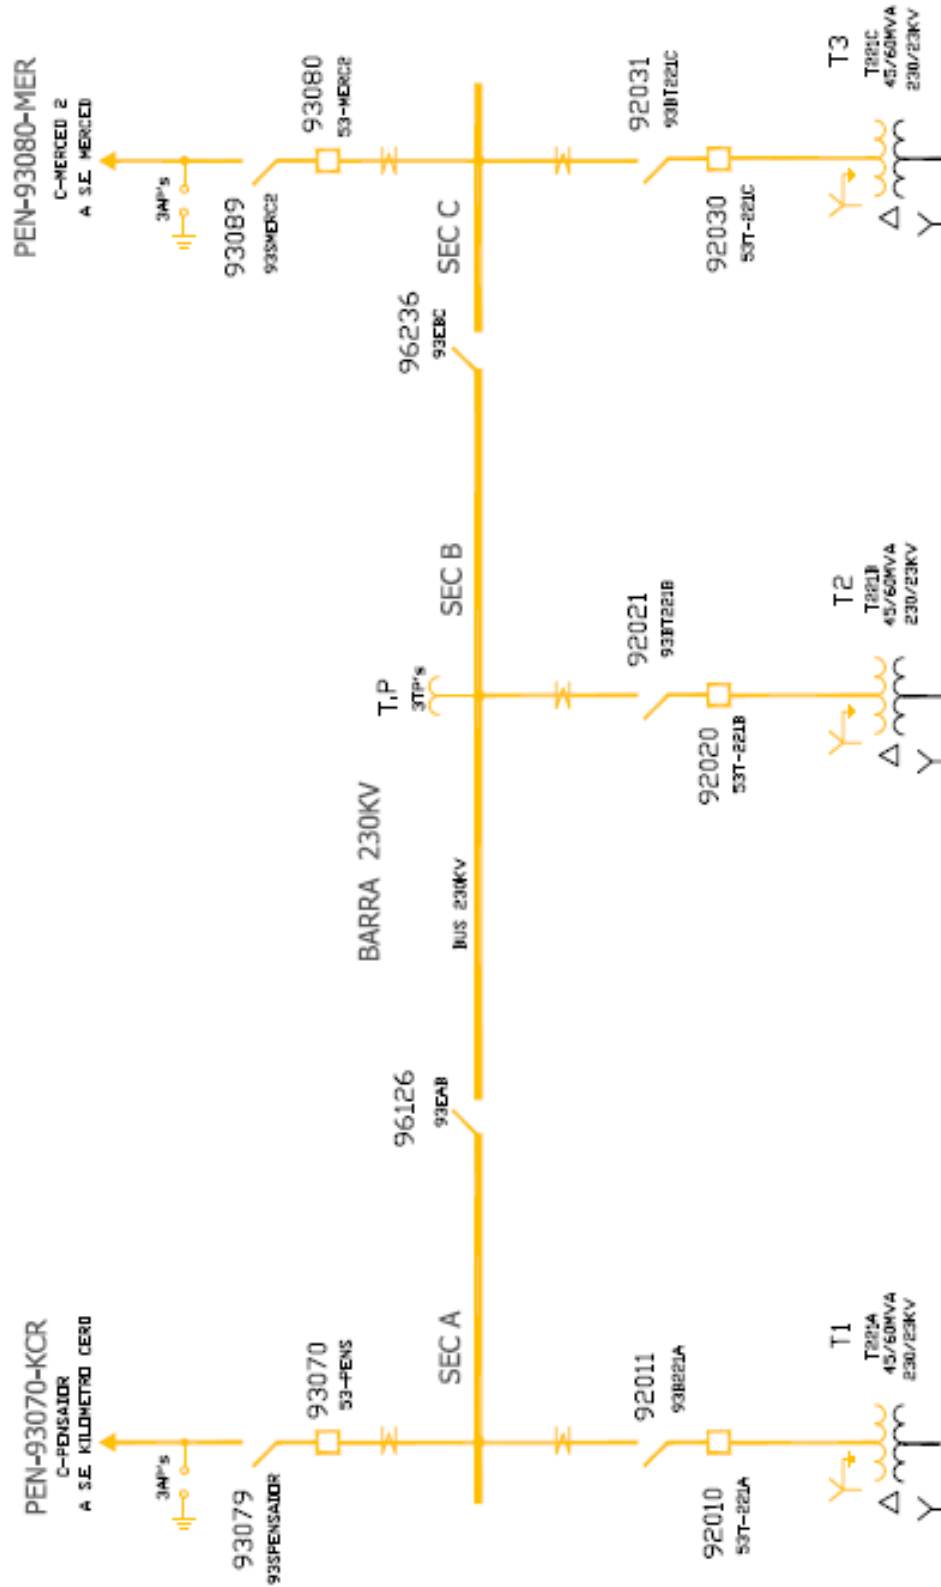 PEN-93070-KCR
C-PENSADOR
A S.E. KILOMETRO CERO
3AP's
93079
93SPENSADOR
93070
53-PENS
SEC A
92011
93B221A
92010
53T-221A
T1
T221A
45/60MVA
230/23KV
96126
93EAB
BARRA 230KV
BUS 230KV
T.P
3TP's
SEC B
92021
93BT221B
92020
53T-221B
T2
T221B
45/60MVA
230/23KV
96236
93EBC
PEN-93080-MER
C-MERCED 2
A S.E. MERCED
3AP's
93089
93SMERC2
93080
53-MERC2
SEC C
92031
93BT221C
92030
53T-221C
T3
T221C
45/60MVA
230/23KV